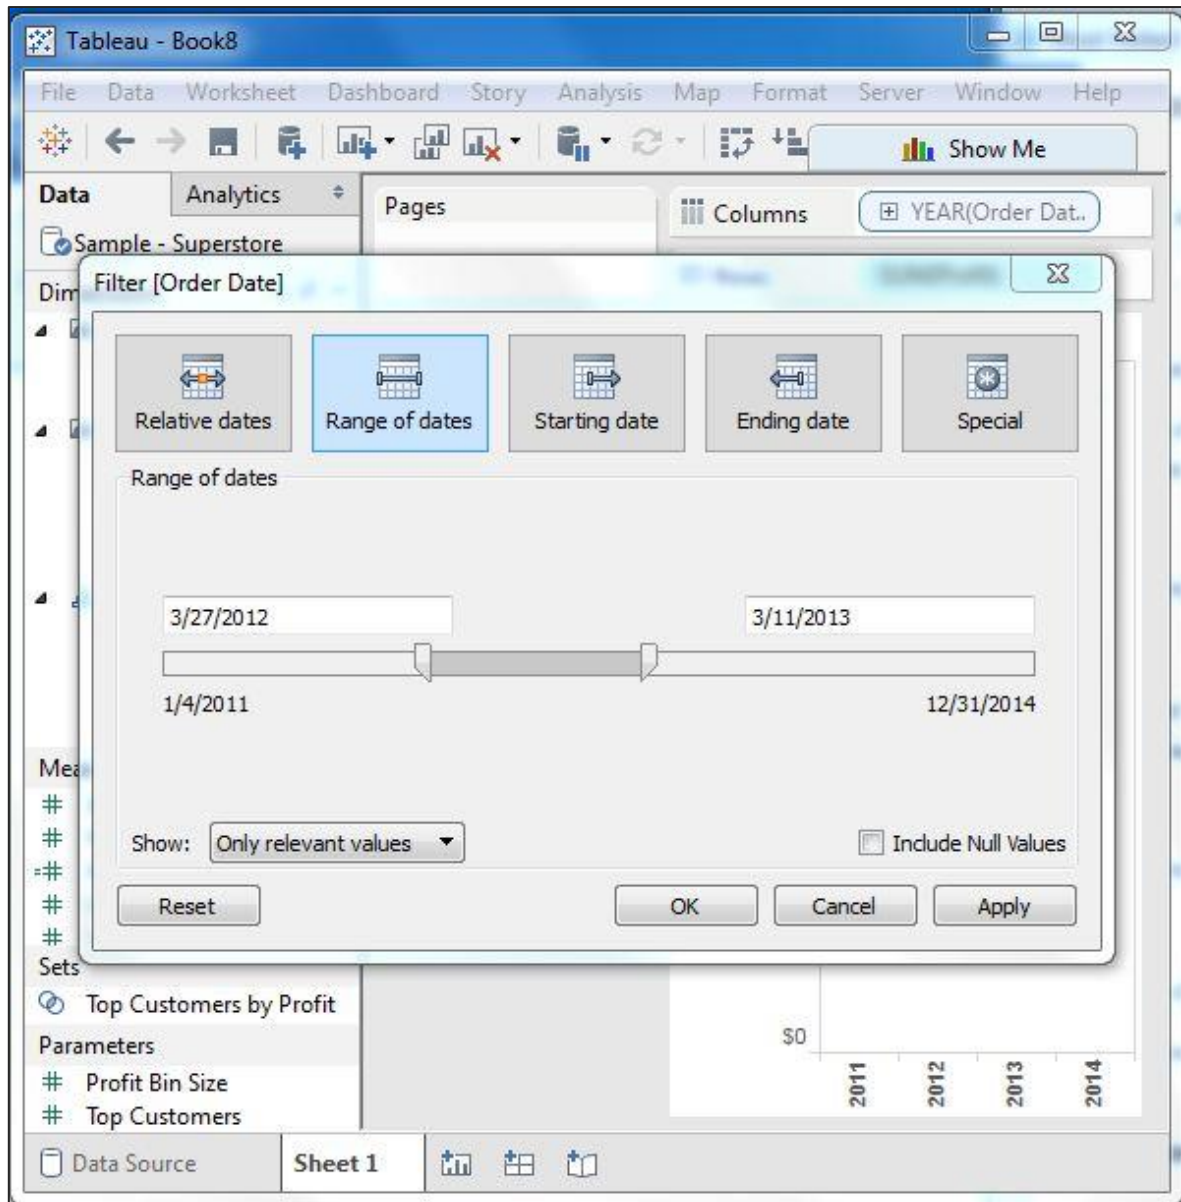 Tableau - Book8
File Data Worksheet Dashboard Story Analysis Map Format Server Window Help
Show Me
Data Analytics Pages Columns YEAR(Order Dat..
Sample - Superstore
Filter [Order Date]
Relative dates Range of dates Starting date Ending date Special
Range of dates
3/27/2012 3/11/2013
1/4/2011 12/31/2014
Show: Only relevant values Include Null Values
Reset OK Cancel Apply
Sets
Top Customers by Profit
Parameters
Profit Bin Size
Top Customers
$0
2011 2012 2013 2014
Data Source Sheet 1